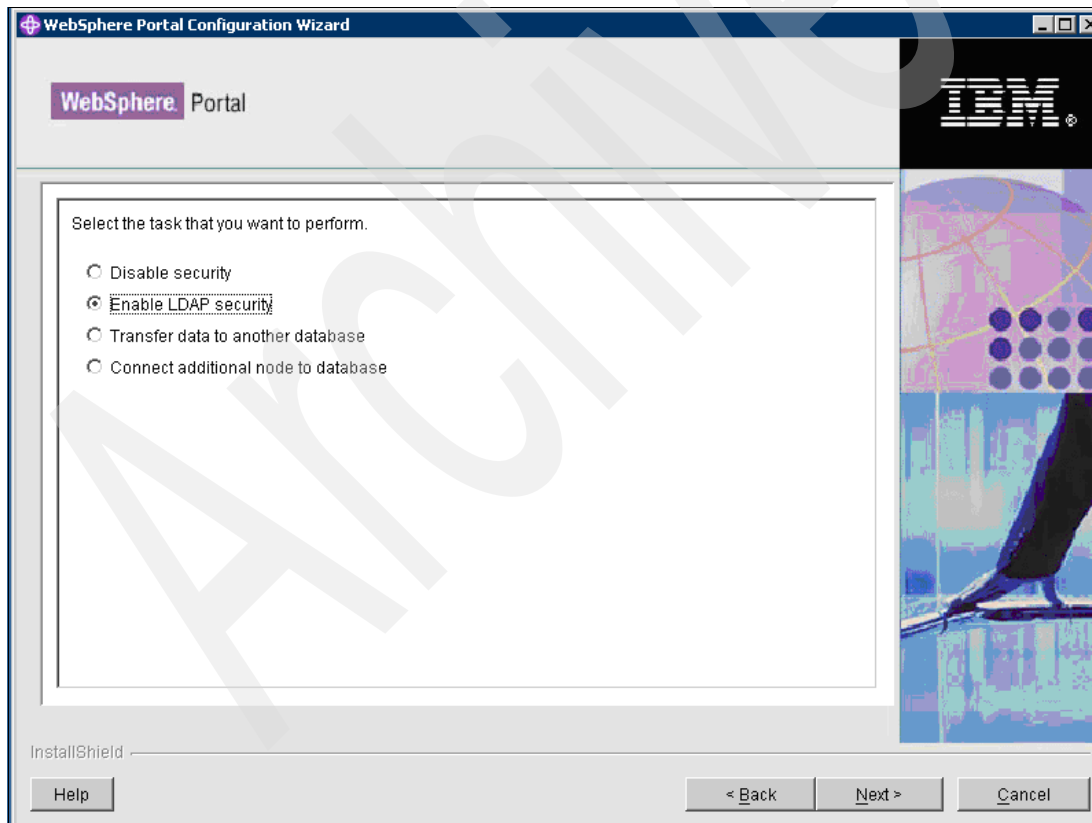 WebSphere Portal Configuration Wizard
WebSphere. Portal
IBM®
Select the task that you want to perform.
Disable security
Enable LDAP security
Transfer data to another database
Connect additional node to database
InstallShield
Help
< Back
Next >
Cancel
Archive